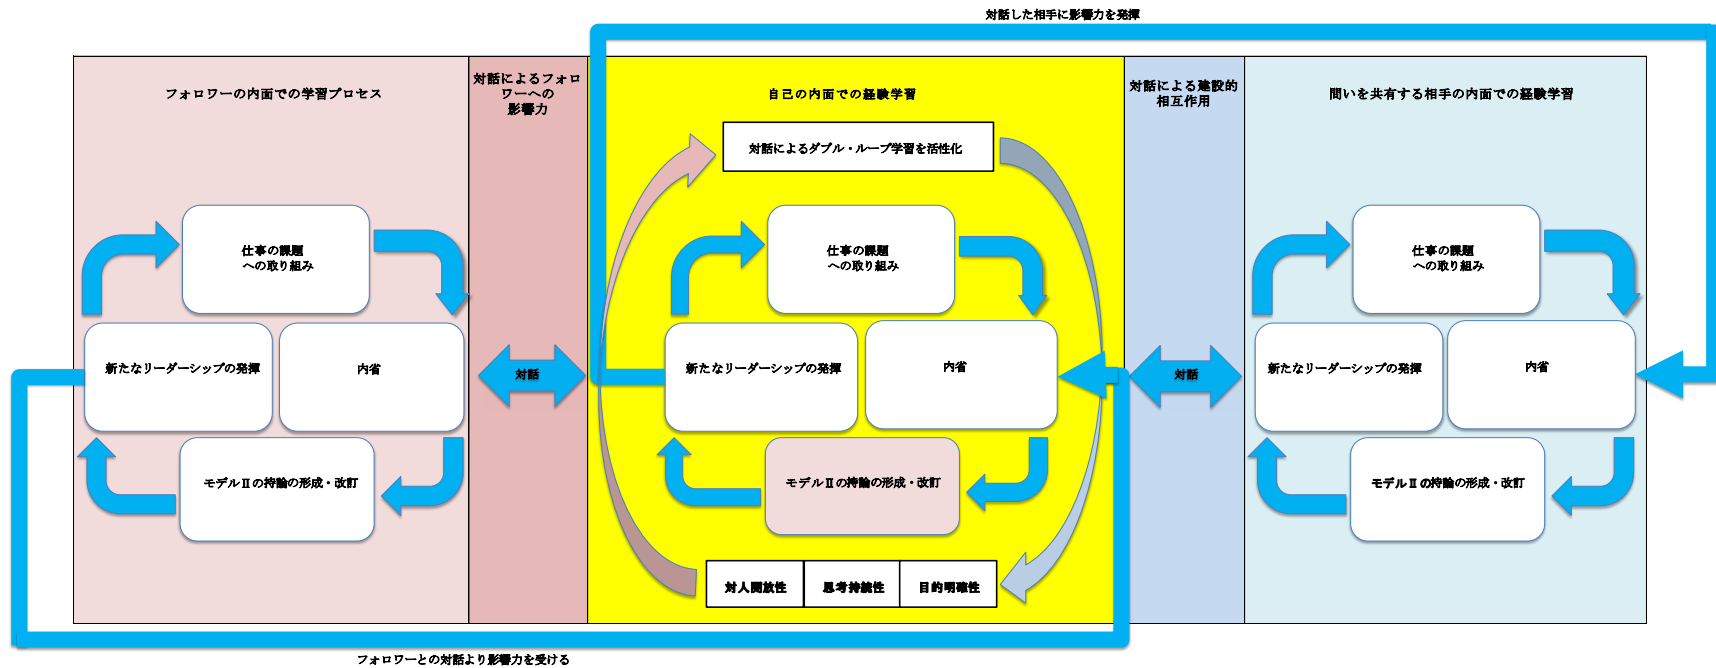 対話した相手に影響力を発揮
フォロワーの内面での学習プロセス
対話によるフォロ
ワーへの
影響力
自己の内面での経験学習
対話による建設的
相互作用
問いを共有する相手の内面での経験学習
対話によるダブル・ループ学習を活性化
仕事の課題
への取り組み
仕事の課題
への取り組み
仕事の課題
への取り組み
新たなリーダーシップの発揮
内省
対話
新たなリーダーシップの発揮
内省
対話
新たなリーダーシップの発揮
内省
モデルⅡの持論の形成・改訂
モデルⅡの持論の形成・改訂
モデルⅡの持論の形成・改訂
対人開放性
思考持続性
目的明確性
フォロワーとの対話より影響力を受ける